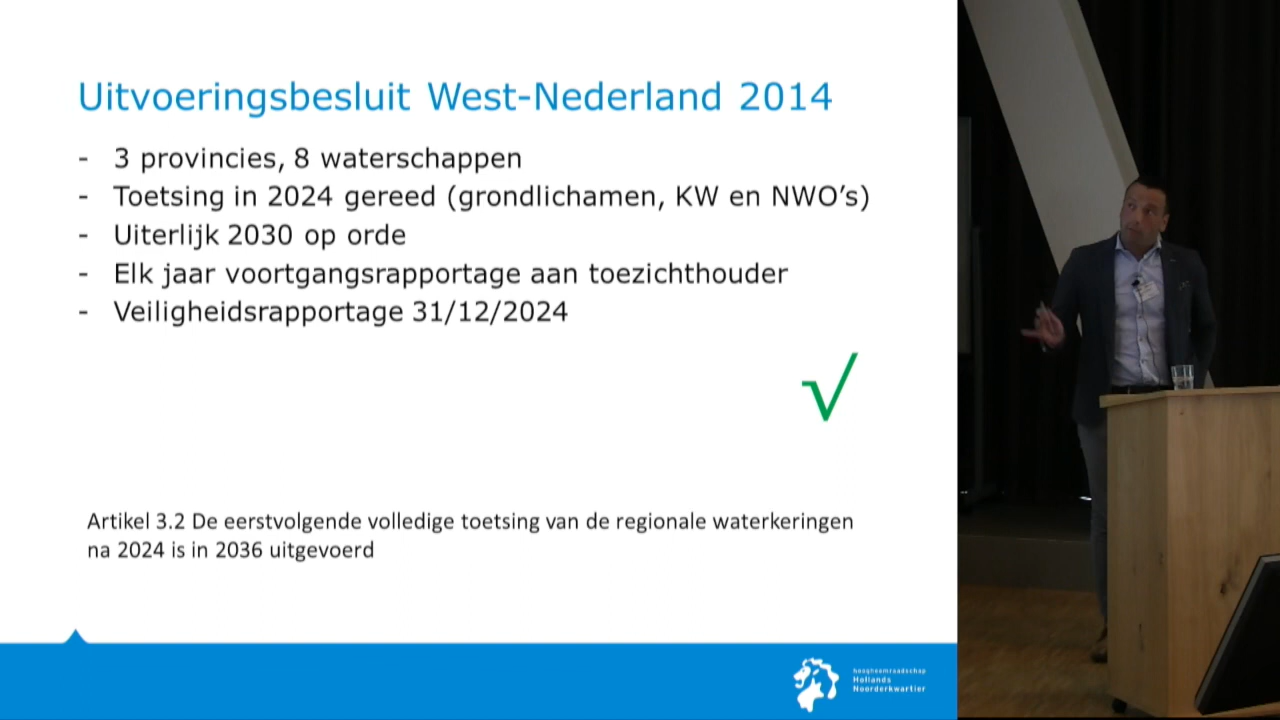 Uitvoeringsbesluit West-Nederland 2014
- 3 provincies, 8 waterschappen
- Toetsing in 2024 gereed (grondlichamen, KW en NWO’s)
- Uiterlijk 2030 op orde
- Elk jaar voortgangsrapportage aan toezichthouder
- Veiligheidsrapportage 31/12/2024
√
Artikel 3.2 De eerstvolgende volledige toetsing van de regionale waterkeringen
na 2024 is in 2036 uitgevoerd
hoogheemraadschap
Hollands
Noorderkwartier